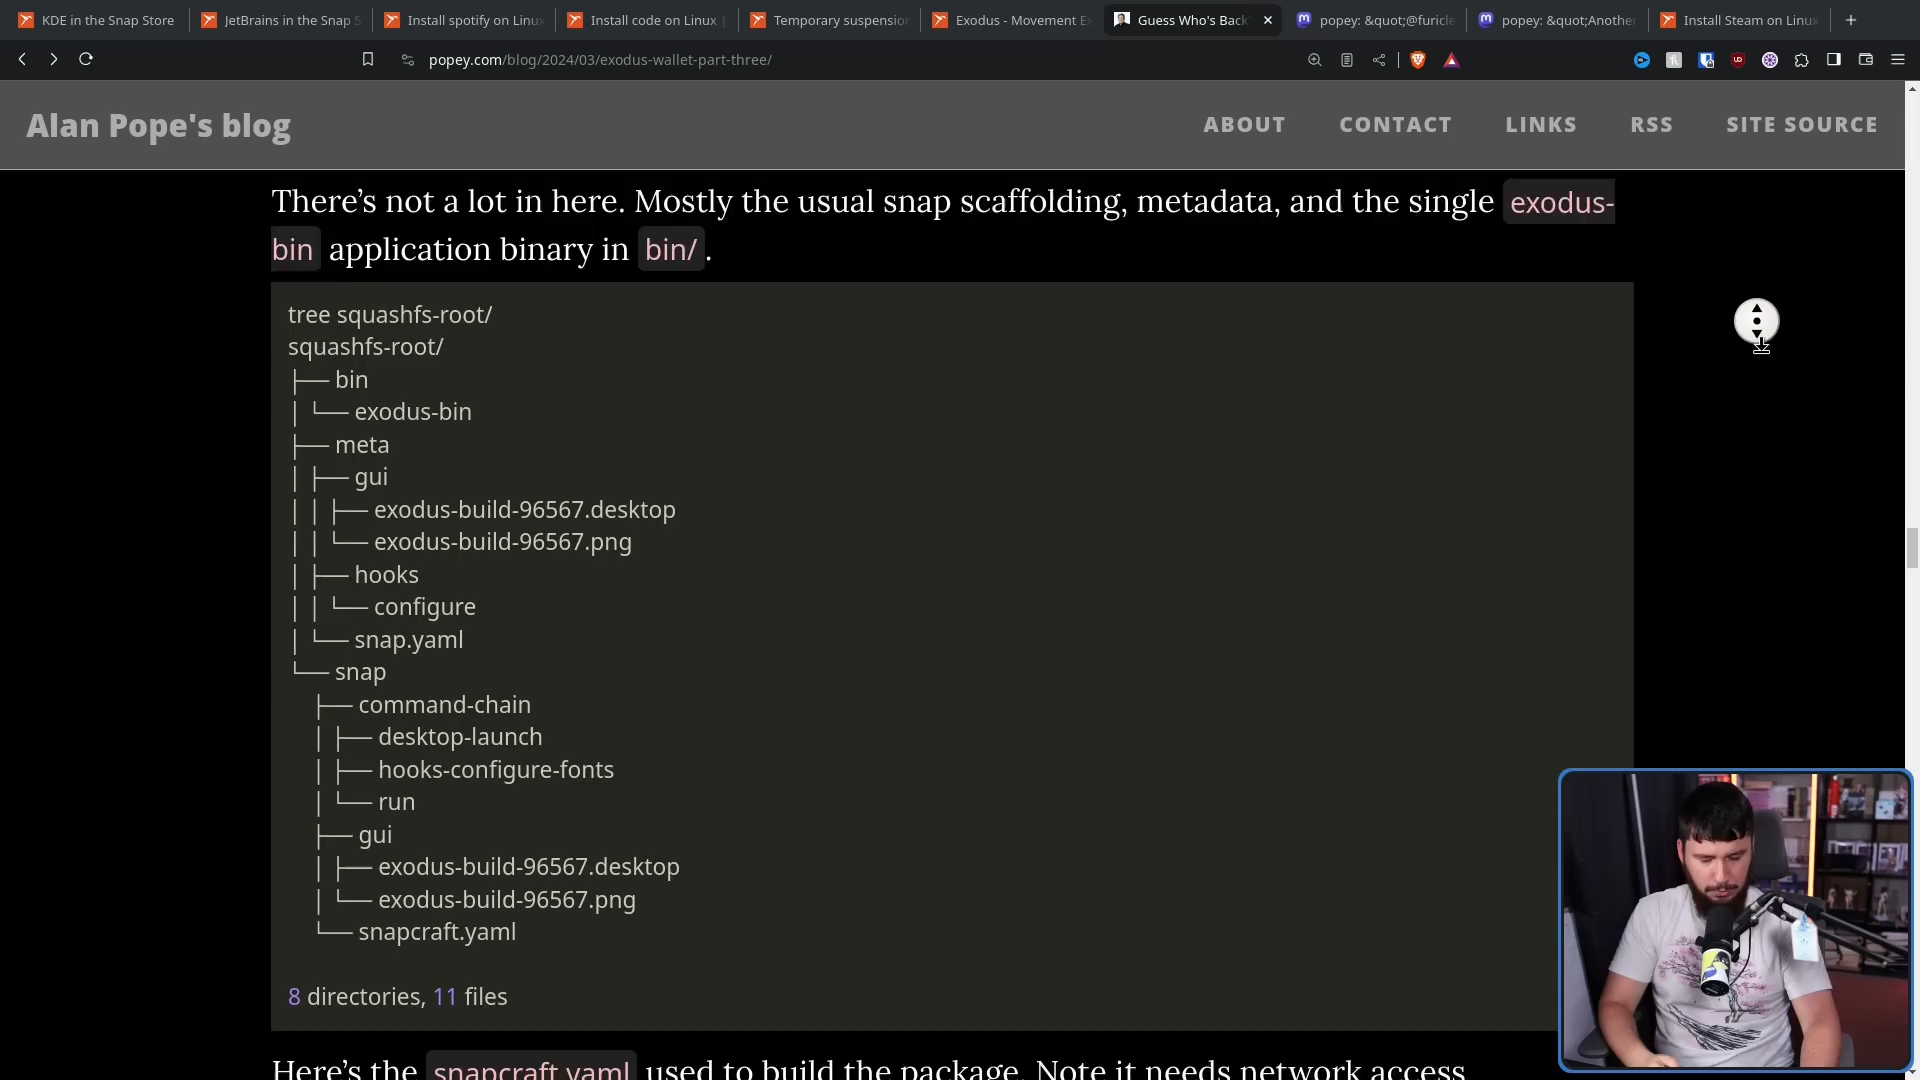 KDE in the Snap Store
JetBrains in the Snap S
Install spotify on Linu
Install code on Linux |
Temporary suspension
Exodus - Movement E
Guess Who's Back
popey: &quot;@furicle
popey: &quot;Another
Install Steam on Linux
popey.com/blog/2024/03/exodus-wallet-part-three/
Alan Pope's blog
ABOUT
CONTACT
LINKS
RSS
SITE SOURCE
There’s not a lot in here. Mostly the usual snap scaffolding, metadata, and the single exodus-
bin application binary in bin/ .
tree squashfs-root/
squashfs-root/
├── bin
│ └── exodus-bin
├── meta
│ ├── gui
│ │ ├── exodus-build-96567.desktop
│ │ └── exodus-build-96567.png
│ ├── hooks
│ │ └── configure
│ └── snap.yaml
└── snap
├── command-chain
│ ├── desktop-launch
│ ├── hooks-configure-fonts
│ └── run
├── gui
│ ├── exodus-build-96567.desktop
│ └── exodus-build-96567.png
└── snapcraft.yaml
8 directories, 11 files
Here’s the snapcraft.yaml used to build the package. Note it needs network access